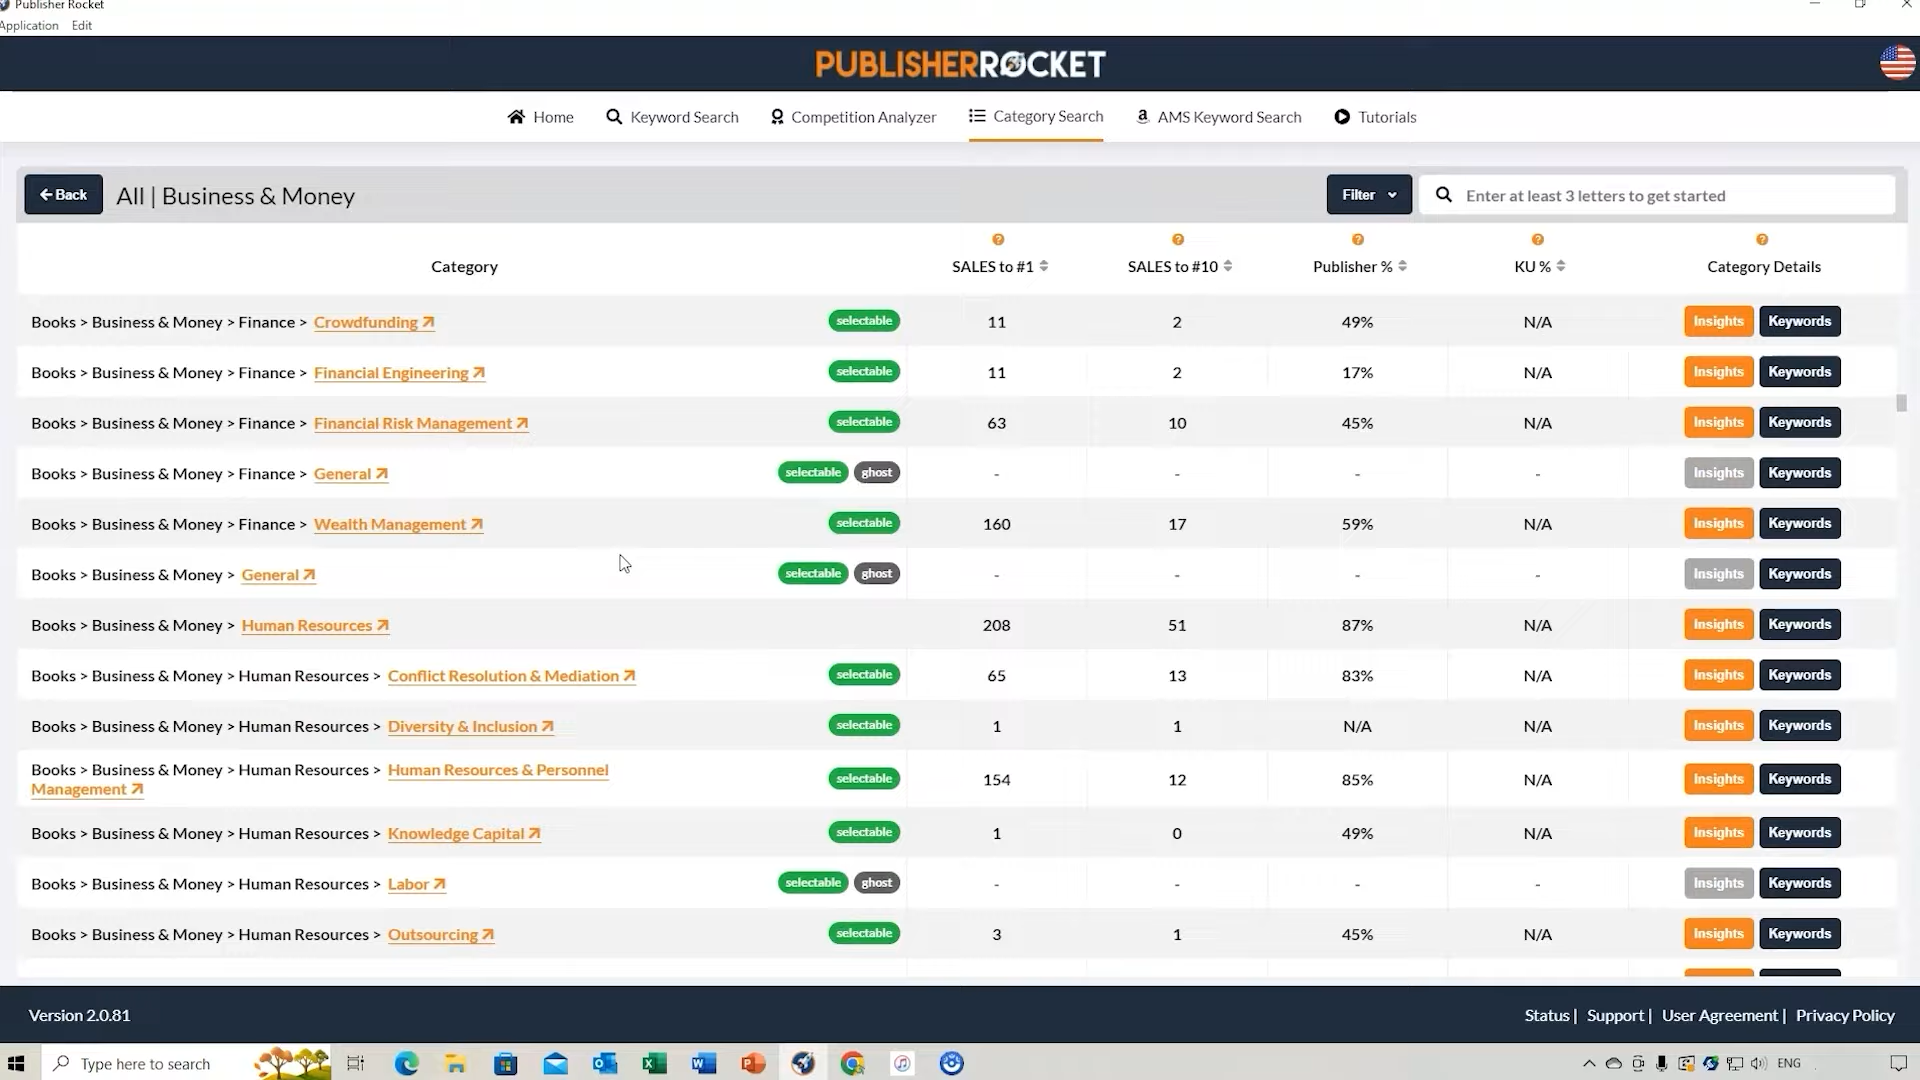 Publisher Rocket
Application Edit
PUBLISHERROCKET
Home Keyword Search Competition Analyzer Category Search AMS Keyword Search Tutorials
Back All | Business & Money Filter Enter at least 3 letters to get started
Category SALES to #1 SALES to #10 Publisher % KU % Category Details
Books > Business & Money > Finance > Crowdfunding selectable 11 2 49% N/A Insights Keywords
Books > Business & Money > Finance > Financial Engineering selectable 11 2 17% N/A Insights Keywords
Books > Business & Money > Finance > Financial Risk Management selectable 63 10 45% N/A Insights Keywords
Books > Business & Money > Finance > General selectable ghost - - - - Insights Keywords
Books > Business & Money > Finance > Wealth Management selectable 160 17 59% N/A Insights Keywords
Books > Business & Money > General selectable ghost - - - - Insights Keywords
Books > Business & Money > Human Resources 208 51 87% N/A Insights Keywords
Books > Business & Money > Human Resources > Conflict Resolution & Mediation selectable 65 13 83% N/A Insights Keywords
Books > Business & Money > Human Resources > Diversity & Inclusion selectable 1 1 N/A N/A Insights Keywords
Books > Business & Money > Human Resources > Human Resources & Personnel
Management selectable 154 12 85% N/A Insights Keywords
Books > Business & Money > Human Resources > Knowledge Capital selectable 1 0 49% N/A Insights Keywords
Books > Business & Money > Human Resources > Labor selectable ghost - - - - Insights Keywords
Books > Business & Money > Human Resources > Outsourcing selectable 3 1 45% N/A Insights Keywords
Version 2.0.81 Status | Support | User Agreement | Privacy Policy
Type here to search ENG